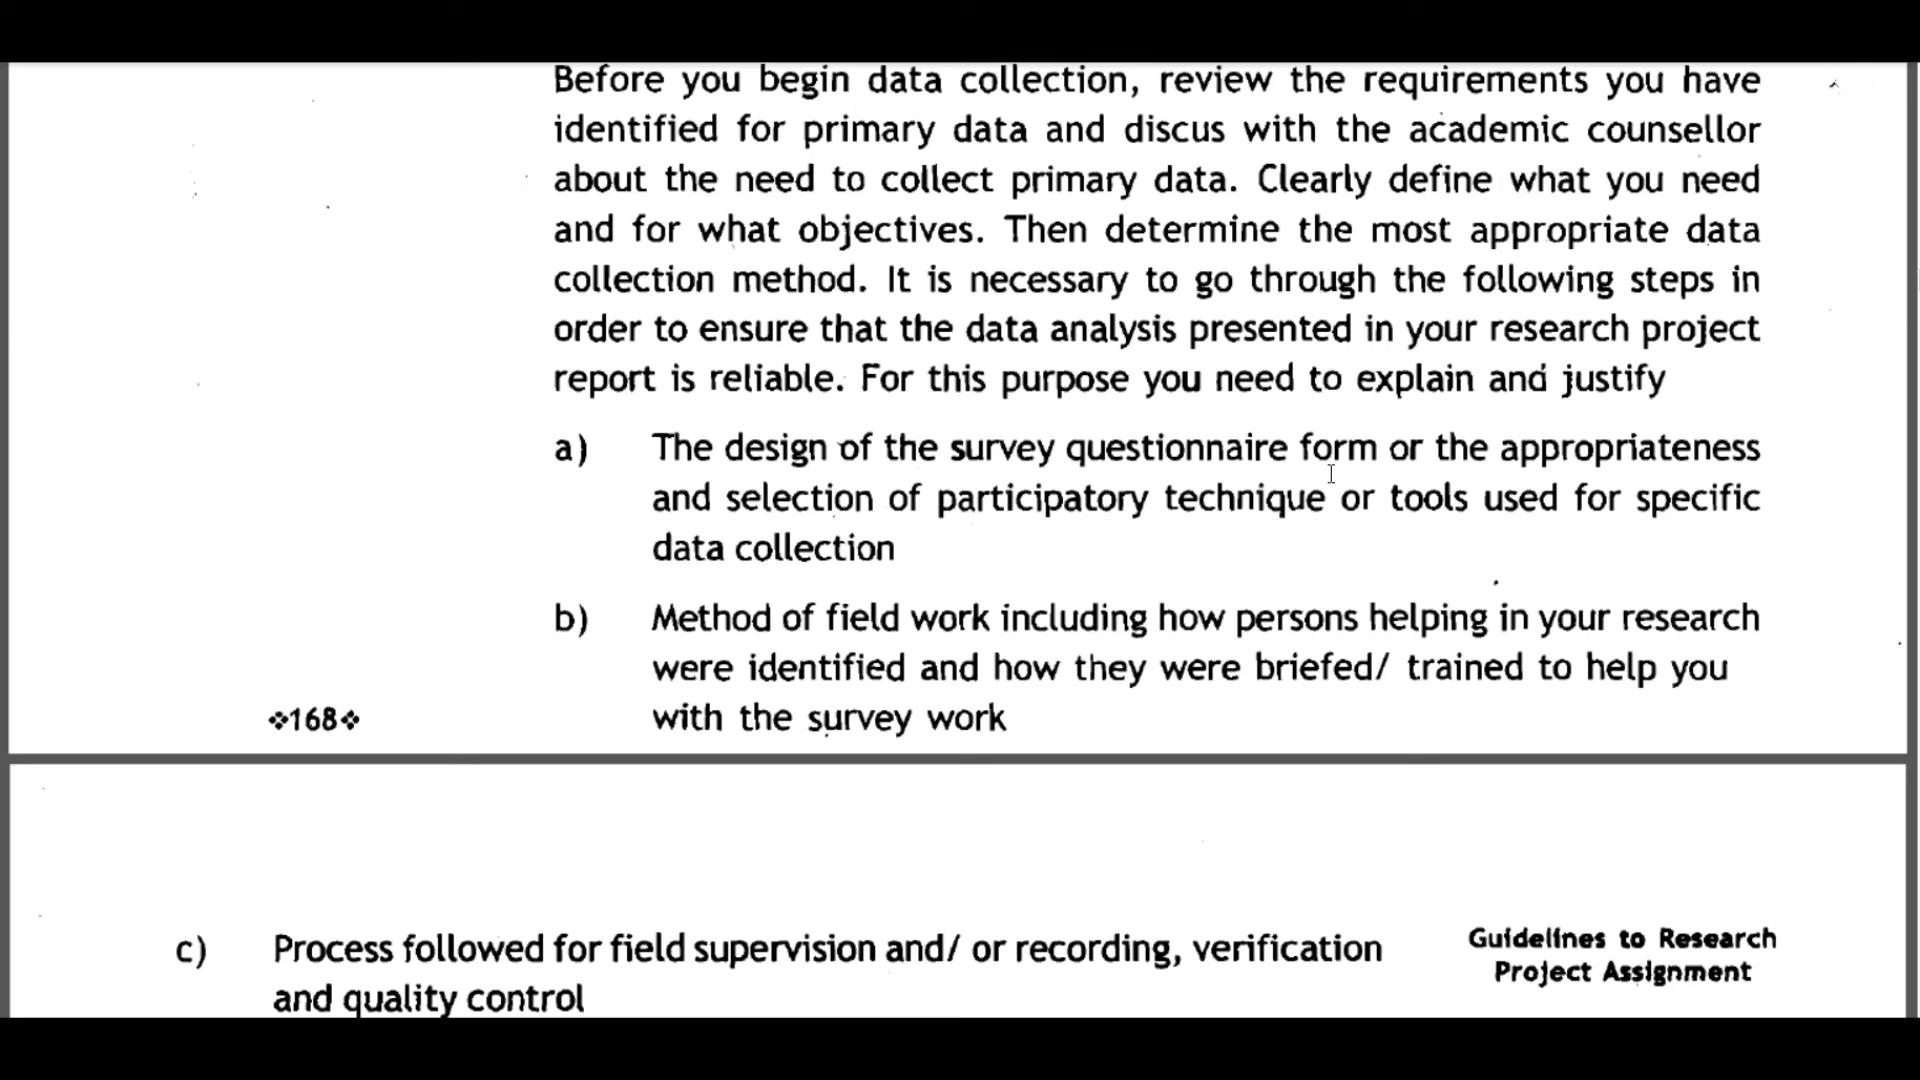 Before you begin data collection, review the requirements you have
identified for primary data and discus with the academic counsellor
about the need to collect primary data. Clearly define what you need
and for what objectives. Then determine the most appropriate data
collection method. It is necessary to go through the following steps in
order to ensure that the data analysis presented in your research project
report is reliable. For this purpose you need to explain and justify
a) The design of the survey questionnaire form or the appropriateness
and selection of participatory technique or tools used for specific
data collection
b) Method of field work including how persons helping in your research
were identified and how they were briefed/ trained to help you
with the survey work
❖168❖
Guidelines to Research
Project Assignment
c) Process followed for field supervision and/ or recording, verification
and quality control